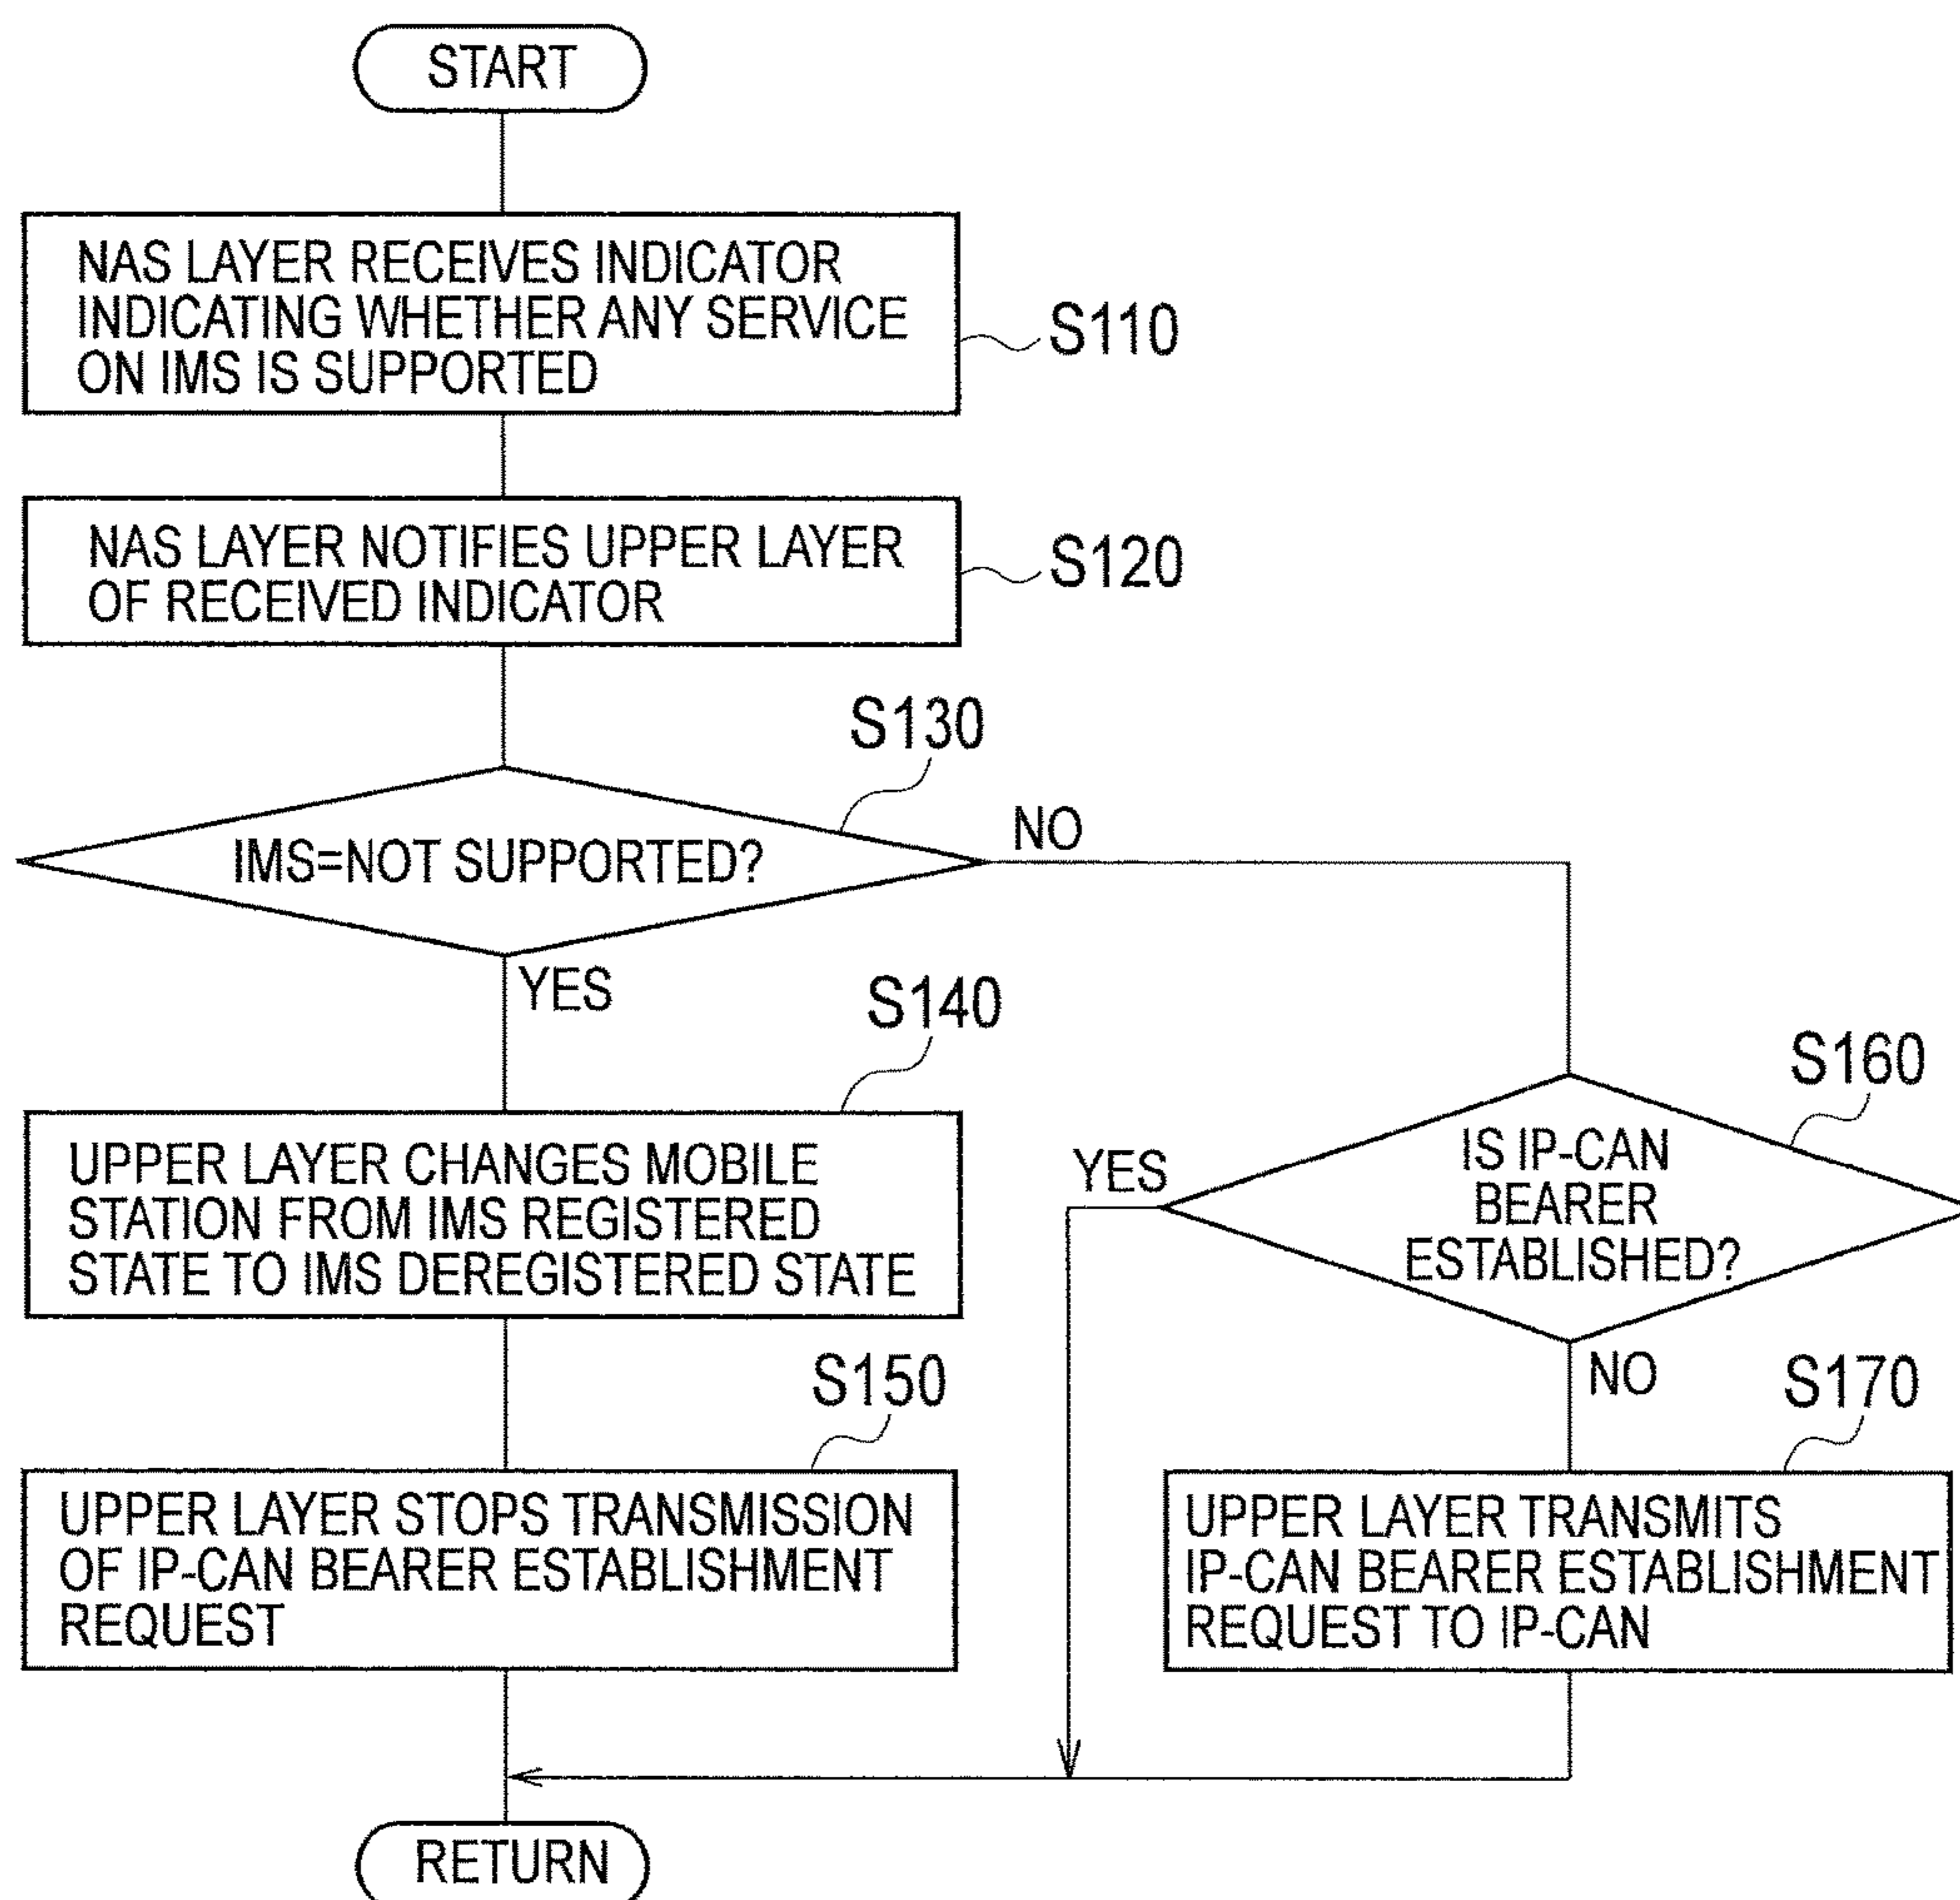 START
NAS LAYER RECEIVES INDICATOR
INDICATING WHETHER ANY SERVICE
ON IMS IS SUPPORTED
S110
NAS LAYER NOTIFIES UPPER LAYER
OF RECEIVED INDICATOR
S120
S130
IMS=NOT SUPPORTED?
NO
YES
S140
UPPER LAYER CHANGES MOBILE
STATION FROM IMS REGISTERED
STATE TO IMS DEREGISTERED STATE
S150
UPPER LAYER STOPS TRANSMISSION
OF IP-CAN BEARER ESTABLISHMENT
REQUEST
S160
IS IP-CAN
BEARER
ESTABLISHED?
YES
NO
S170
UPPER LAYER TRANSMITS
IP-CAN BEARER ESTABLISHMENT
REQUEST TO IP-CAN
RETURN